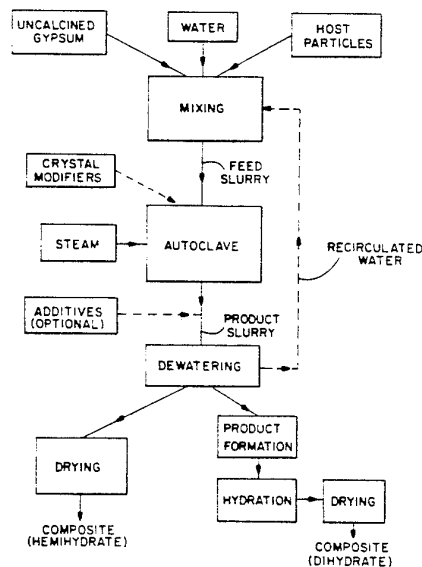 UNCALCINED
GYPSUM
WATER
HOST
PARTICLES
MIXING
CRYSTAL
MODIFIERS
FEED
SLURRY
STEAM
AUTOCLAVE
RECIRCULATED
WATER
ADDITIVES
(OPTIONAL)
PRODUCT
SLURRY
DEWATERING
DRYING
PRODUCT
FORMATION
HYDRATION
DRYING
COMPOSITE
(HEMIHYDRATE)
COMPOSITE
(DIHYDRATE)